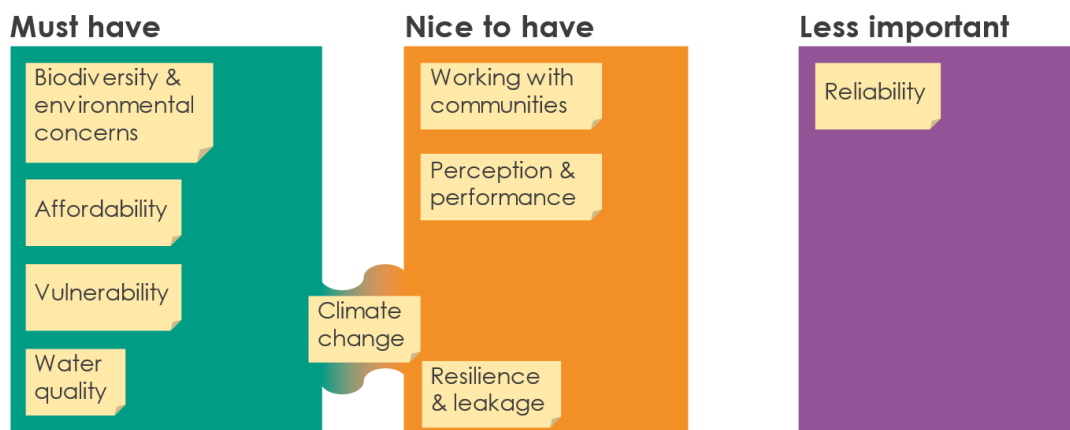 Must have
Biodiversity &
environmental
concerns
Affordability
Vulnerability
Water
quality
Climate
change
Nice to have
Working with
communities
Perception &
performance
Resilience
& leakage
Less important
Reliability